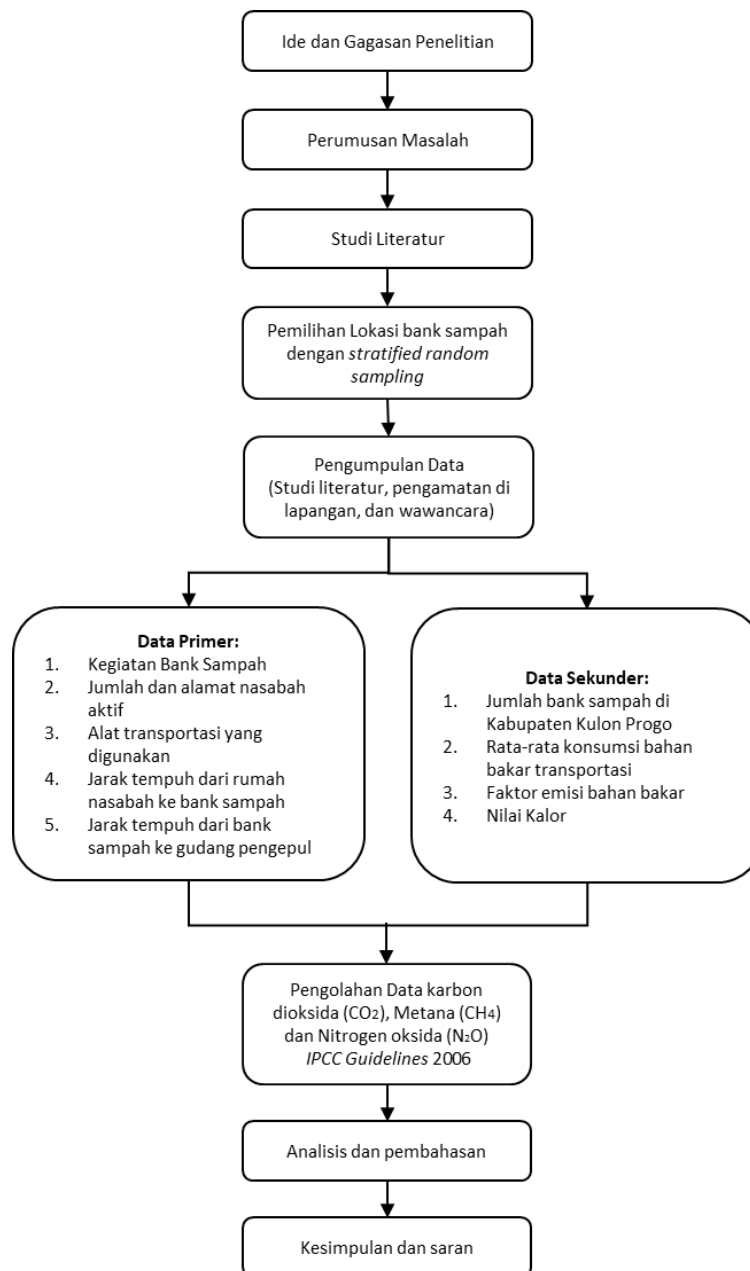 Ide dan Gagasan Penelitian
Perumusan Masalah
Studi Literatur
Pemilihan Lokasi bank sampah
dengan stratified random
sampling
Pengumpulan Data
(Studi literatur, pengamatan di
lapangan, dan wawancara)
Data Primer:
1. Kegiatan Bank Sampah
2. Jumlah dan alamat nasabah
aktif
3. Alat transportasi yang
digunakan
4. Jarak tempuh dari rumah
nasabah ke bank sampah
5. Jarak tempuh dari bank
sampah ke gudang pengepul
Data Sekunder:
1. Jumlah bank sampah di
Kabupaten Kulon Progo
2. Rata-rata konsumsi bahan
bakar transportasi
3. Faktor emisi bahan bakar
4. Nilai Kalor
Pengolahan Data karbon
dioksida (CO₂), Metana (CH₄)
dan Nitrogen oksida (N₂O)
IPCC Guidelines 2006
Analisis dan pembahasan
Kesimpulan dan saran